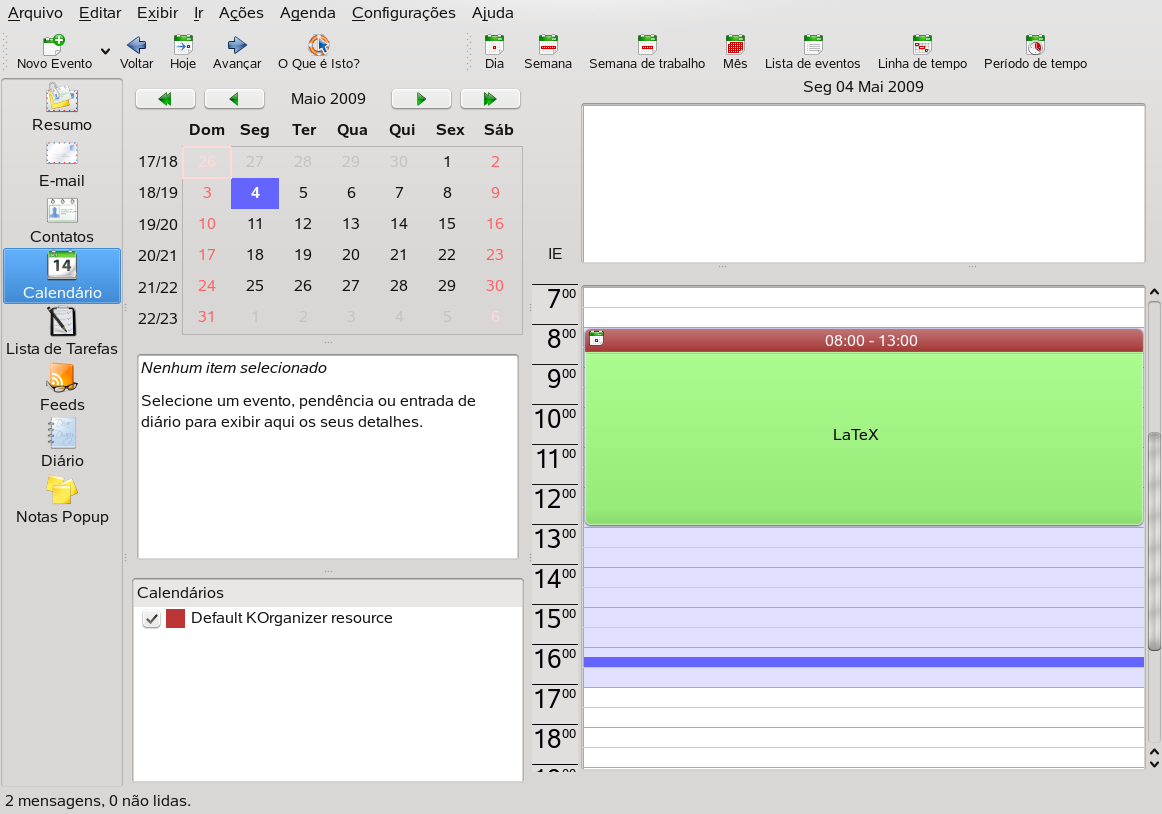 Arquivo Editar Exibir Ir Ações Agenda Configurações Ajuda
Novo Evento Voltar Hoje Avançar O Que é Isto? Dia Semana Semana de trabalho Mês Lista de eventos Linha de tempo Período de tempo
Resumo
E-mail
Contatos
14
Calendário
Lista de Tarefas
Feeds
Diário
Notas Popup
Maio 2009
Dom Seg Ter Qua Qui Sex Sáb
17/18 26 27 28 29 30 1 2
18/19 3 4 5 6 7 8 9
19/20 10 11 12 13 14 15 16
20/21 17 18 19 20 21 22 23
21/22 24 25 26 27 28 29 30
22/23 31 1 2 3 4 5 6
Nenhum item selecionado
Selecione um evento, pendência ou entrada de
diário para exibir aqui os seus detalhes.
Calendários
Default KOrganizer resource
Seg 04 Mai 2009
IE
7 00
8 00
08:00 - 13:00
9 00
10 00
LaTeX
11 00
12 00
13 00
14 00
15 00
16 00
17 00
18 00
2 mensagens, 0 não lidas.